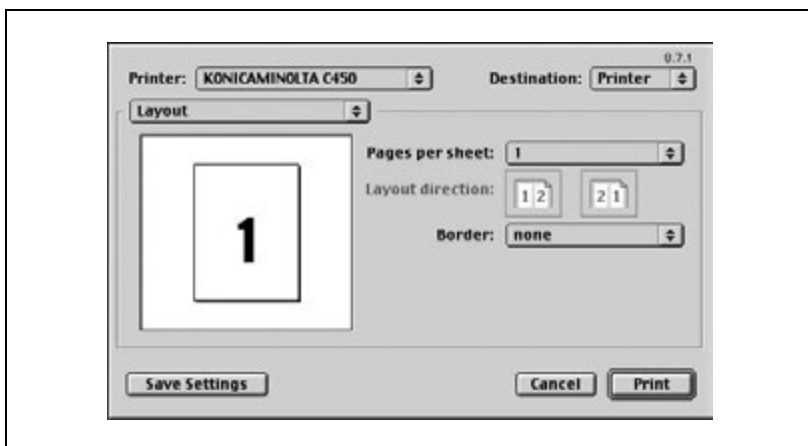 8.7.1
Printer: KONICAMINOLTA C450 Destination: Printer
Layout
Pages per sheet: 1
Layout direction: 1 2 2 1
Border: none
1
Save Settings Cancel Print